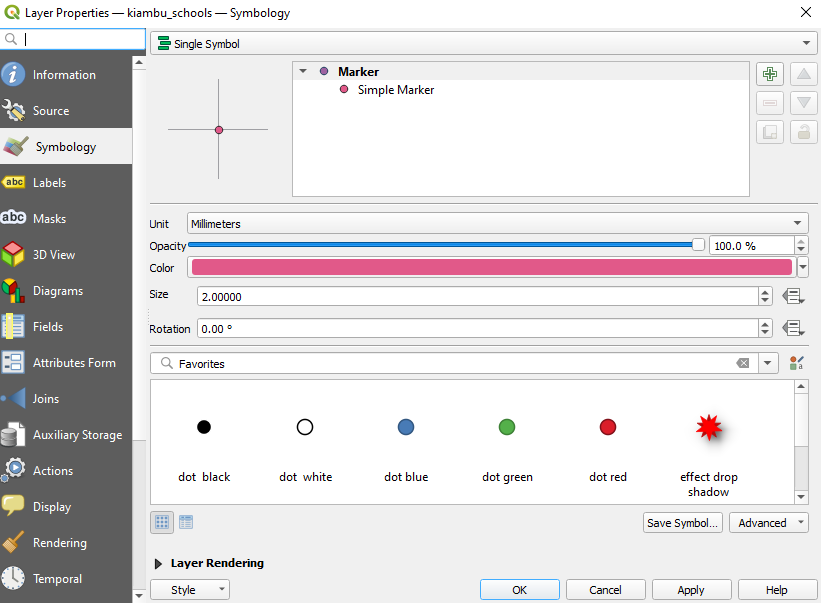 Layer Properties — kiambu_schools — Symbology
Single Symbol
Information
Source
Symbology
Labels
Masks
3D View
Diagrams
Fields
Attributes Form
Joins
Auxiliary Storage
Actions
Display
Rendering
Temporal
abc
abc
Marker
Simple Marker
Unit
Millimeters
Opacity
100.0 %
Color
Size
2.00000
Rotation
0.00 °
Favorites
dot  black
dot  white
dot blue
dot green
dot red
effect drop
shadow
Save Symbol...
Advanced
Layer Rendering
Style
OK
Cancel
Apply
Help